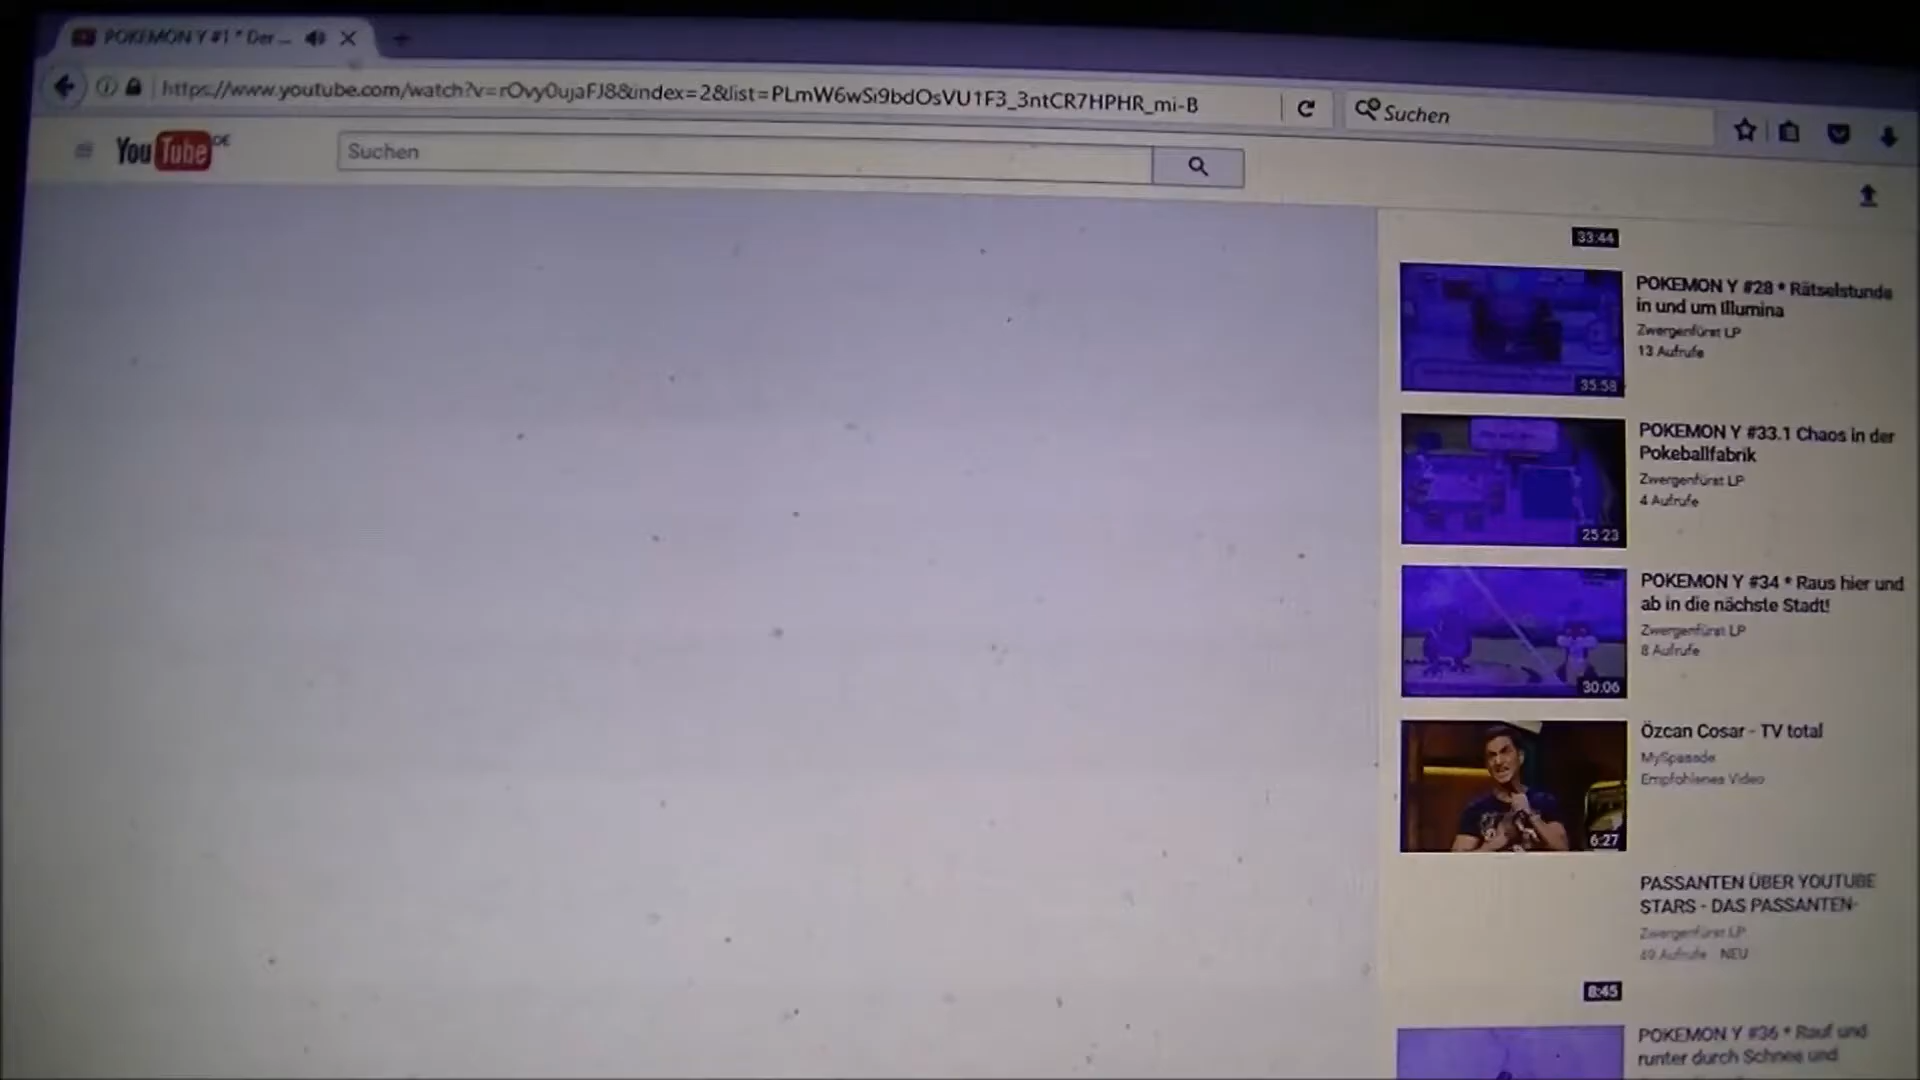 POKEMON Y #1 * Der ...
https://www.youtube.com/watch?v=rOvy0ujaFJ8&index=2&list=PLmW6wSi9bdOsVU1F3_3ntCR7HPHR_mi-B
Suchen
YouTube DE
Suchen
33:44
POKEMON Y #28 * Rätselstunde
in und um Illumina
Zwergenfürst LP
13 Aufrufe
35:58
POKEMON Y #33.1 Chaos in der
Pokeballfabrik
Zwergenfürst LP
4 Aufrufe
25:23
POKEMON Y #34 * Raus hier und
ab in die nächste Stadt!
Zwergenfürst LP
8 Aufrufe
30:06
Özcan Cosar - TV total
MySpassde
Empfohlenes Video
6:27
PASSANTEN ÜBER YOUTUBE
STARS - DAS PASSANTEN-
Zwergenfürst LP
49 Aufrufe NEU
8:45
POKEMON Y #36 * Rauf und
runter durch Schnee und